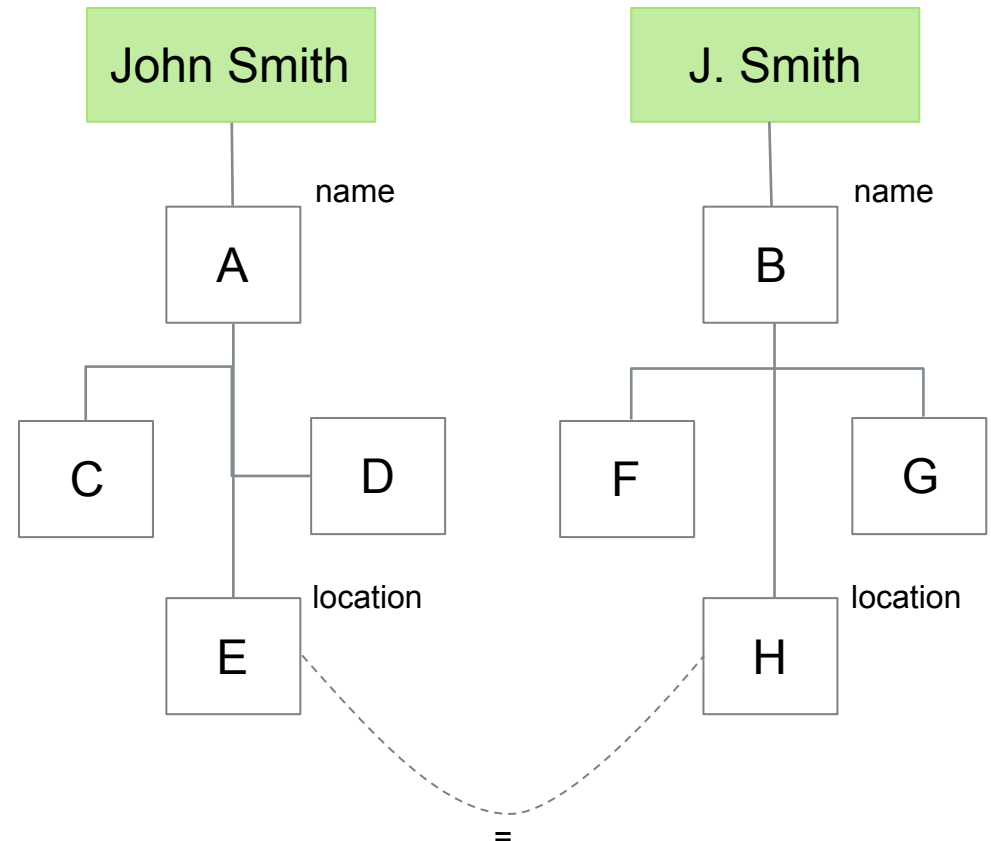 John Smith
J. Smith
name
name
A
B
C
D
F
G
location
location
E
H
=